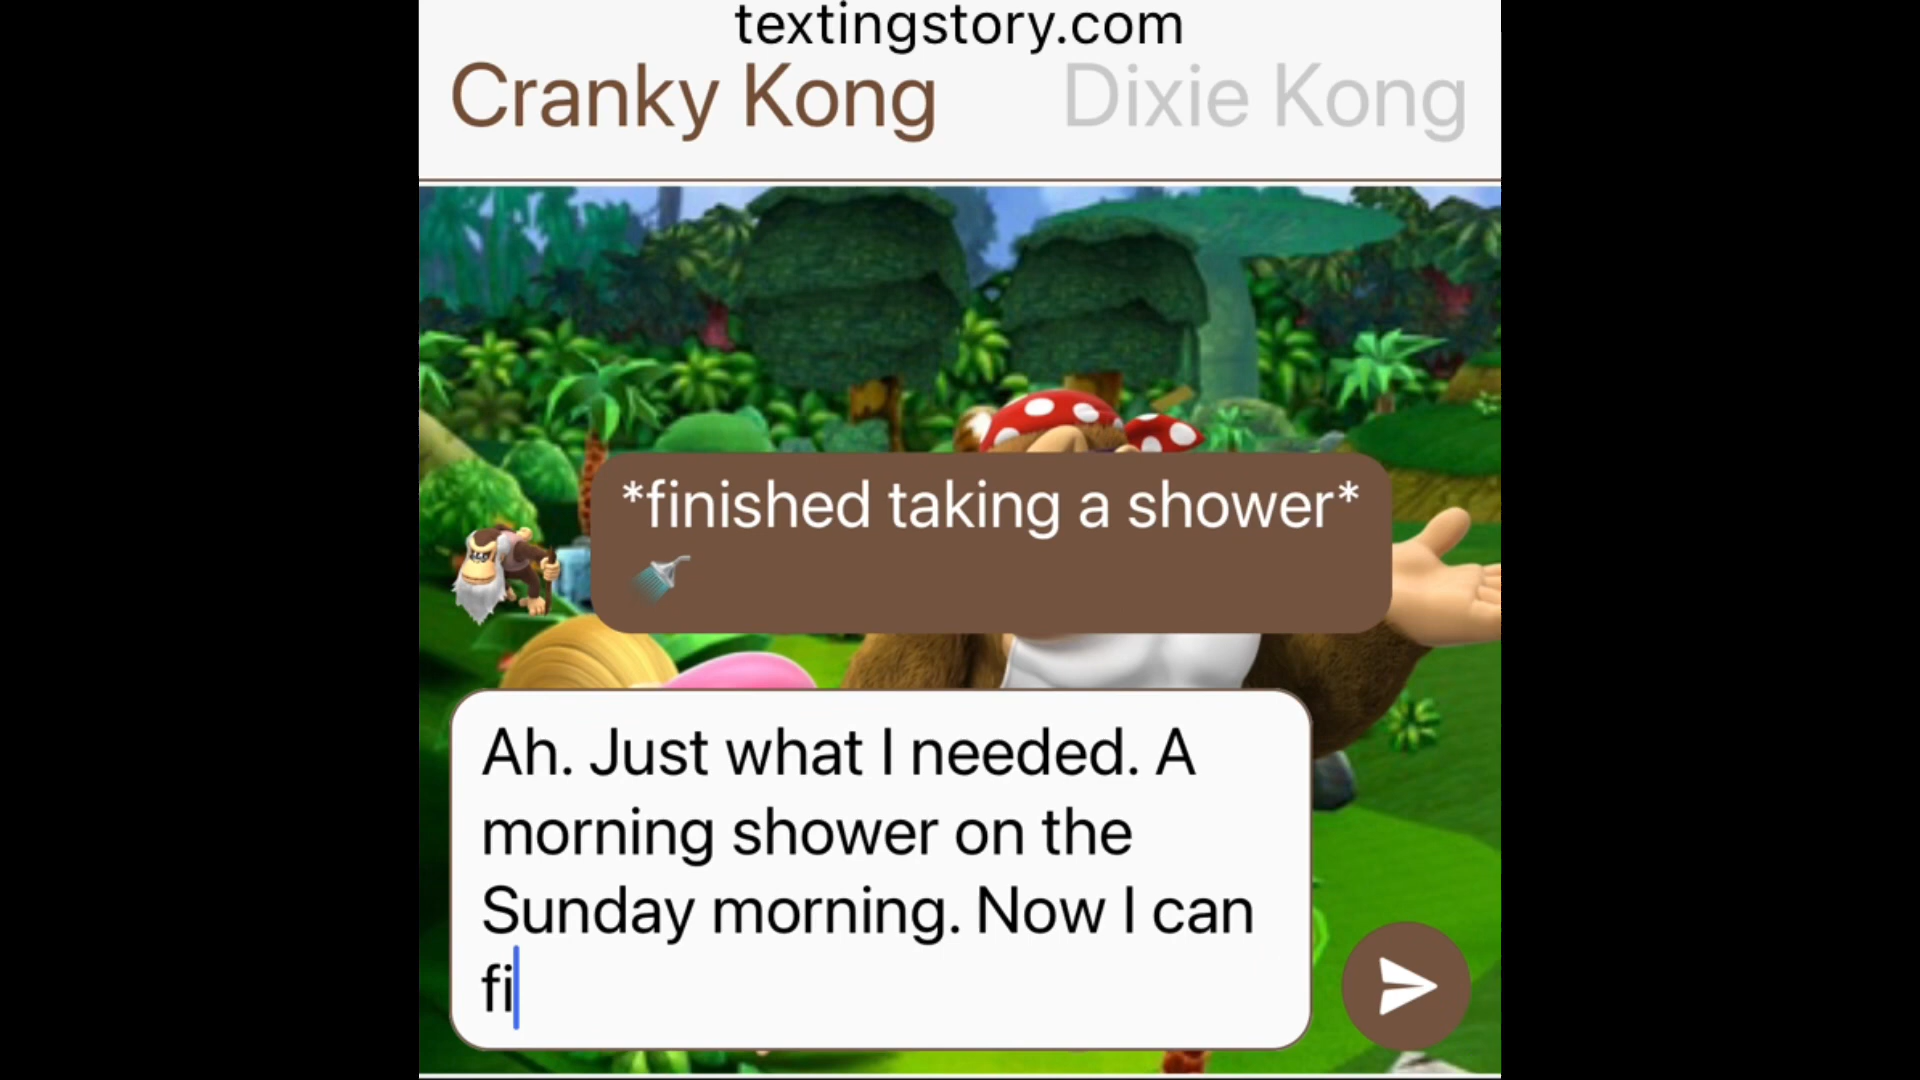 textingstory.com
Cranky Kong Dixie Kong
*finished taking a shower*
🚿
Ah. Just what I needed. A
morning shower on the
Sunday morning. Now I can
fi